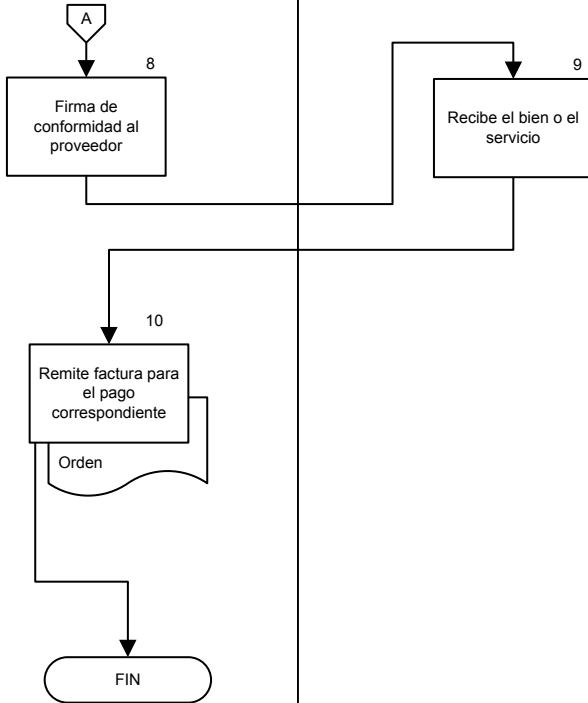 A
8
Firma de
conformidad al
proveedor
9
Recibe el bien o el
servicio
10
Remite factura para
el pago
correspondiente
Orden
FIN